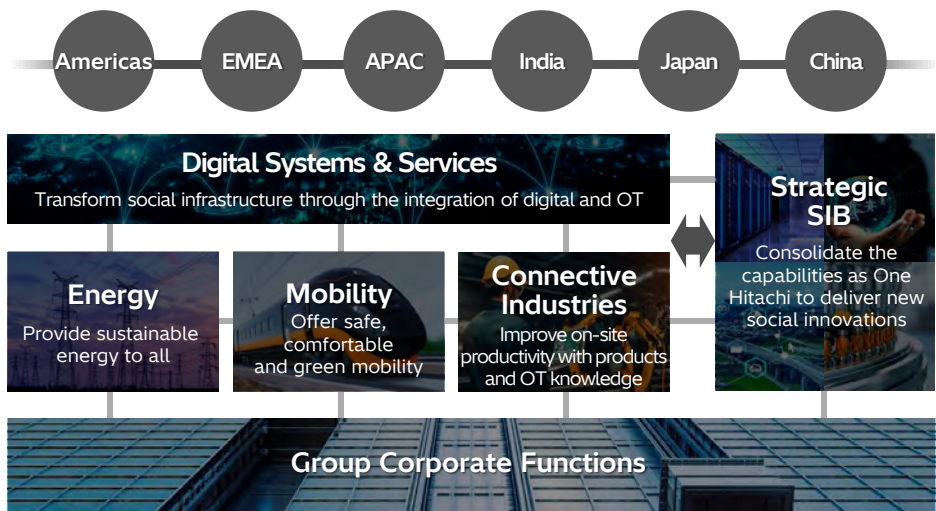 Americas
EMEA
APAC
India
Japan
China
Digital Systems & Services
Transform social infrastructure through the integration of digital and OT
Strategic
SIB
Consolidate the
capabilities as One
Hitachi to deliver new
social innovations
Energy
Provide sustainable
energy to all
Mobility
Offer safe,
comfortable
and green mobility
Connective
Industries
Improve on-site
productivity with products
and OT knowledge
Group Corporate Functions